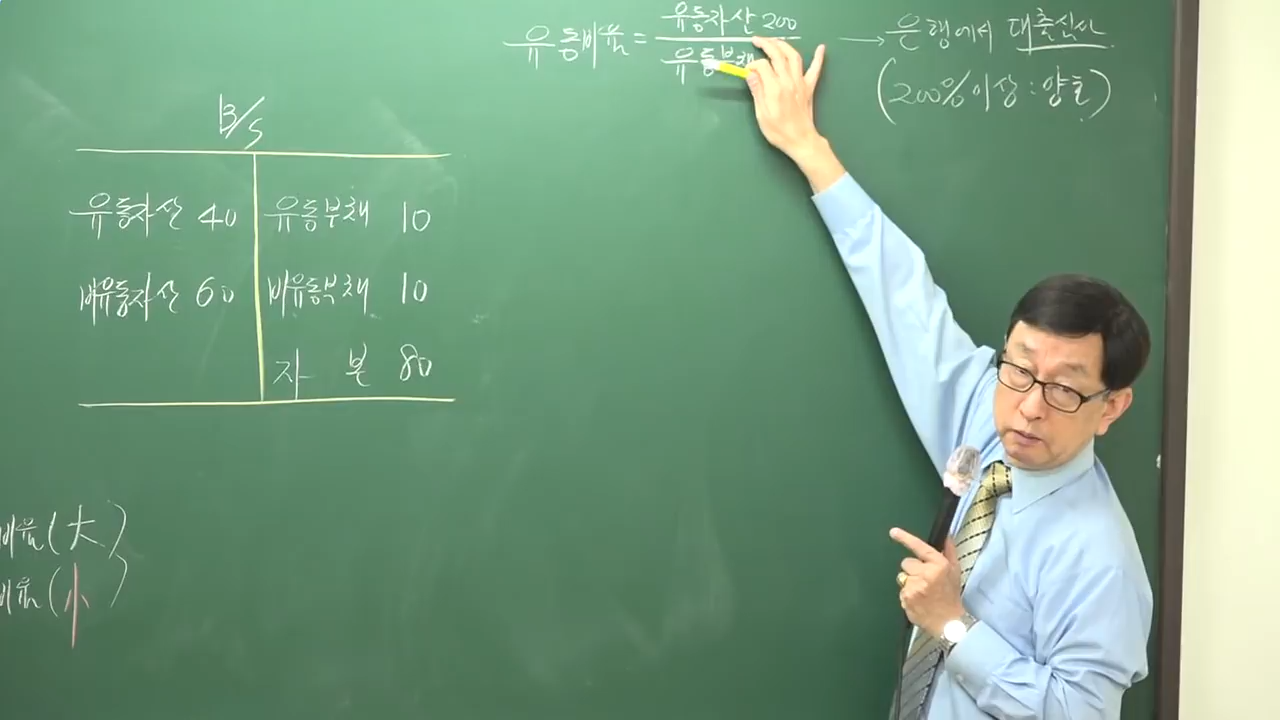 유동비율 = 유동자산 200
유동부채
→ 은행에서 대출심사
(200%이상 : 양호)
B/S
유동자산 40 유동부채 10
비유동자산 60 비유동부채 10
자 본 80
비율(大)
비율(小)